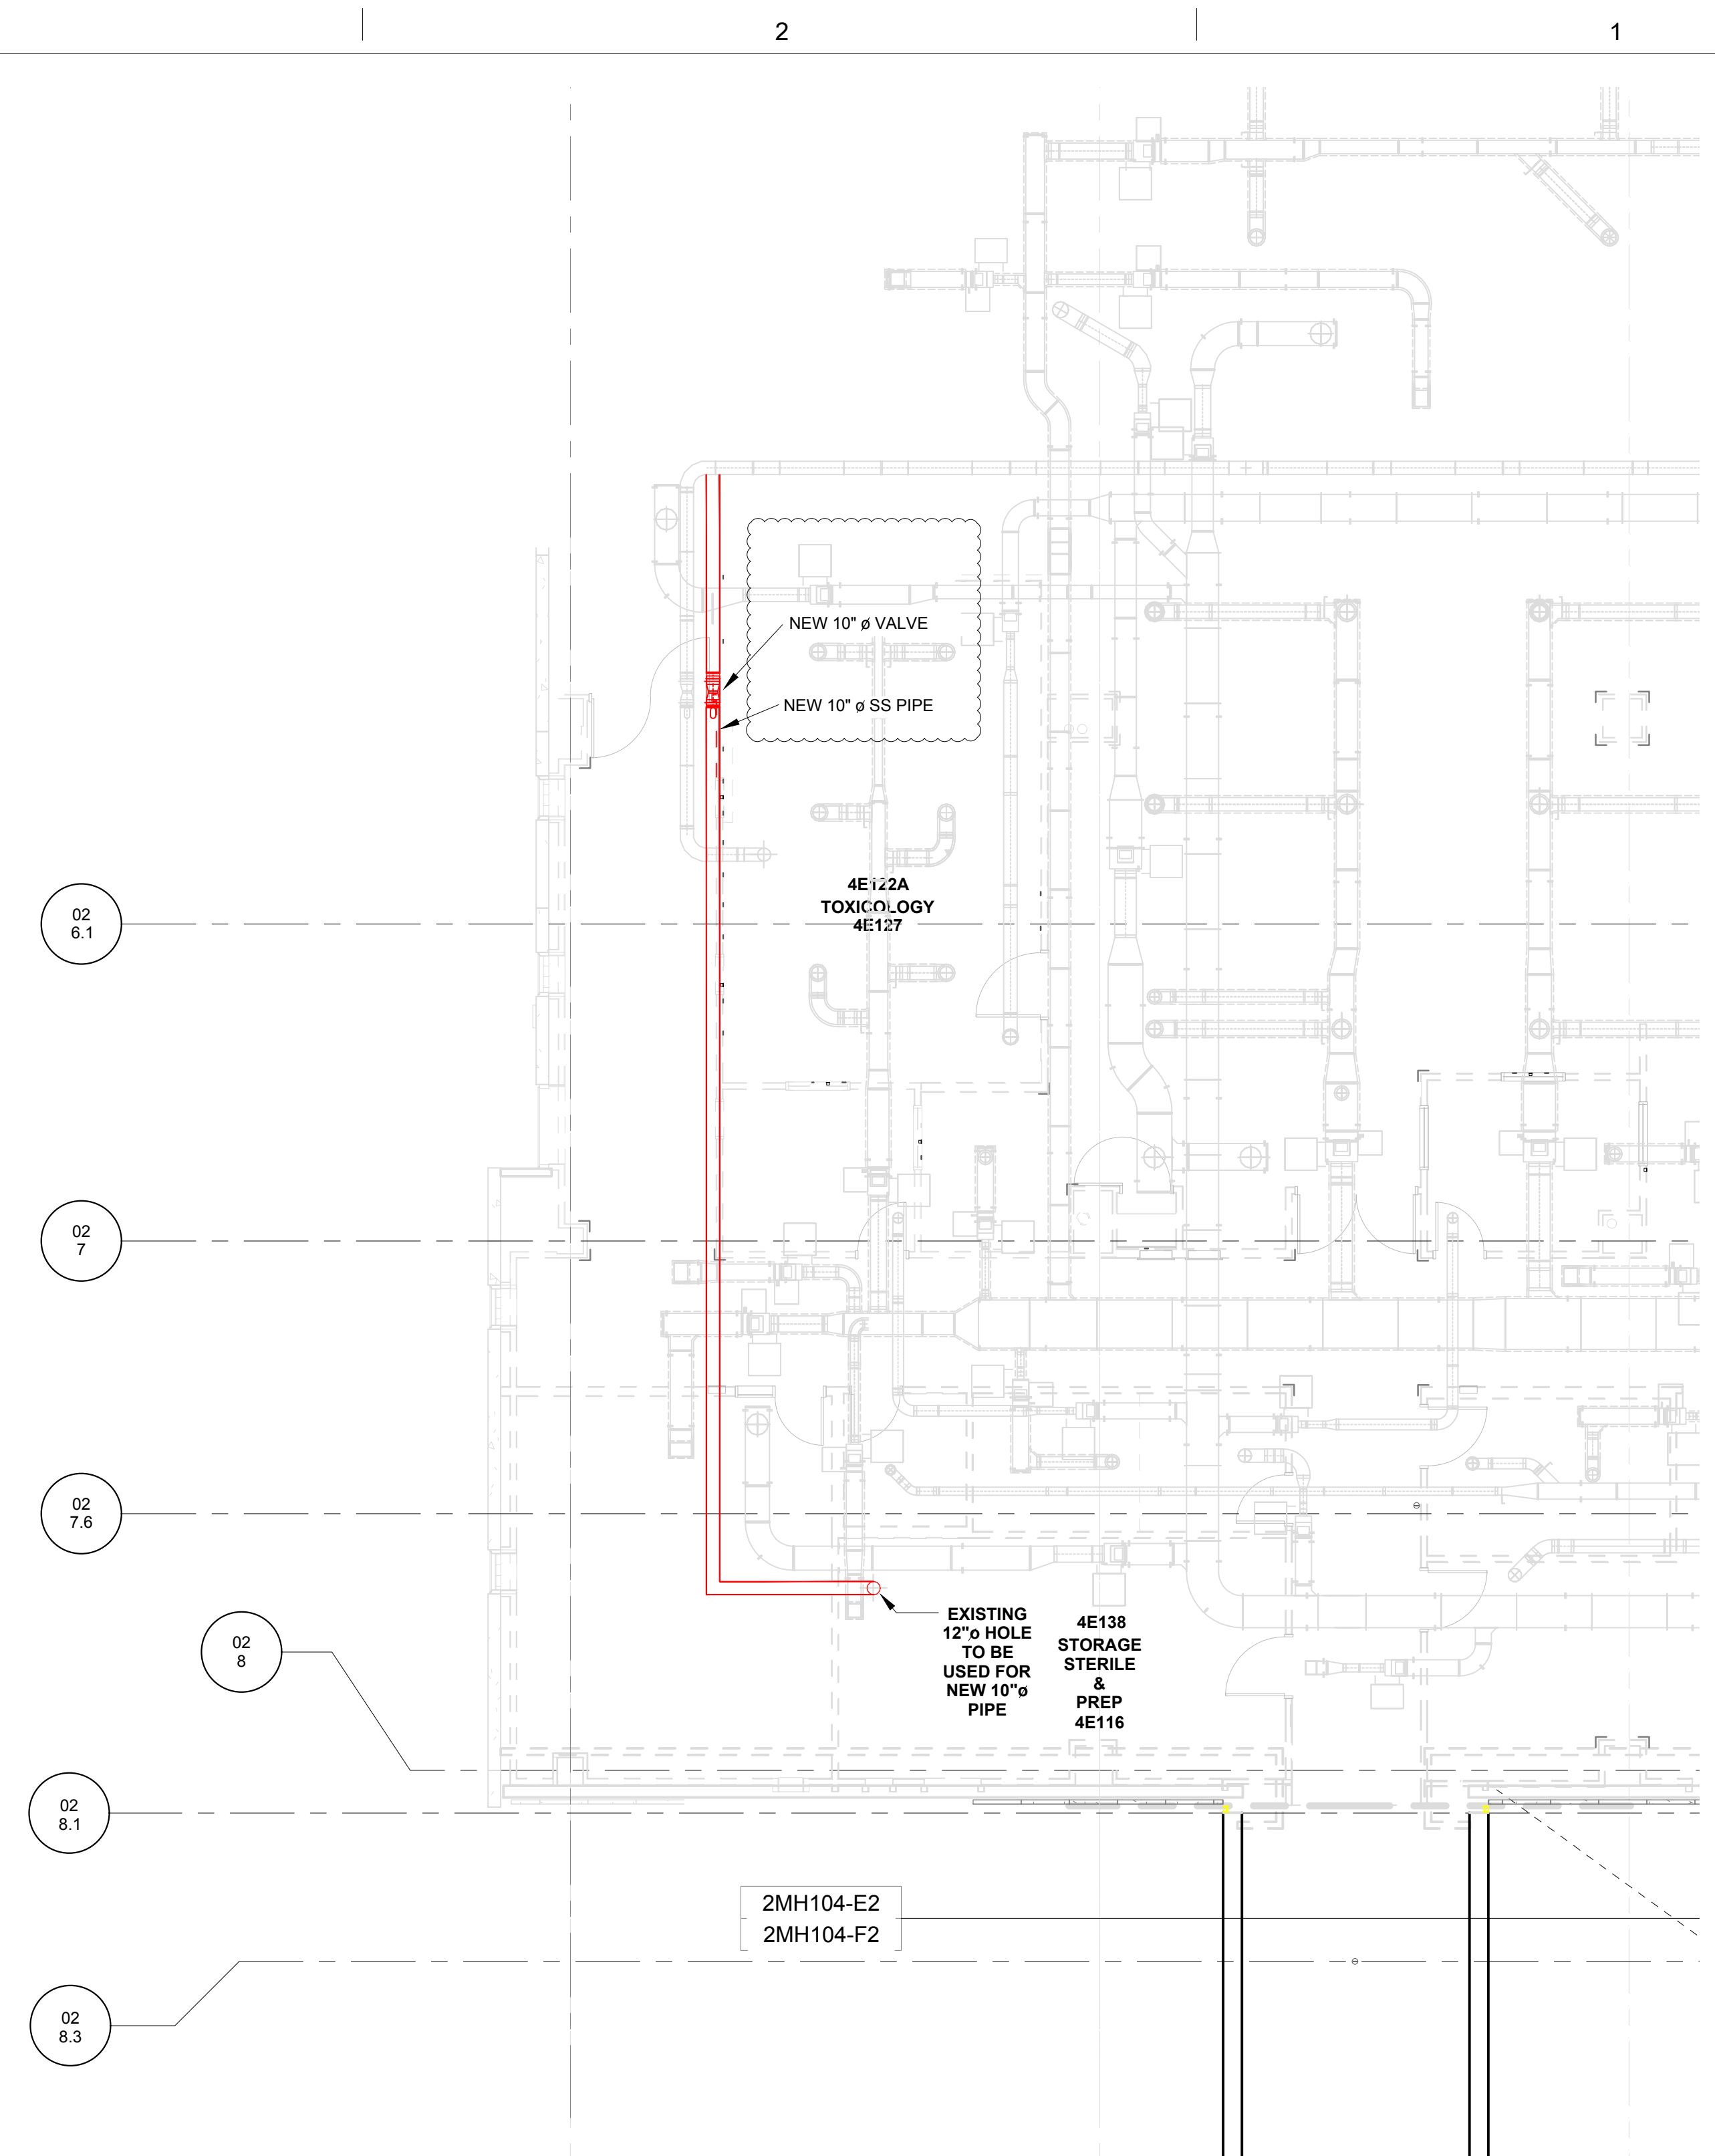 2
1
NEW 10" ø VALVE
NEW 10" ø SS PIPE
4E122A
TOXICOLOGY
4E127
02
6.1
02
7
02
7.6
EXISTING
12"ø HOLE
TO BE
USED FOR
NEW 10"ø
PIPE
4E138
STORAGE
STERILE
&
PREP
4E116
02
8
02
8.1
2MH104-E2
2MH104-F2
02
8.3